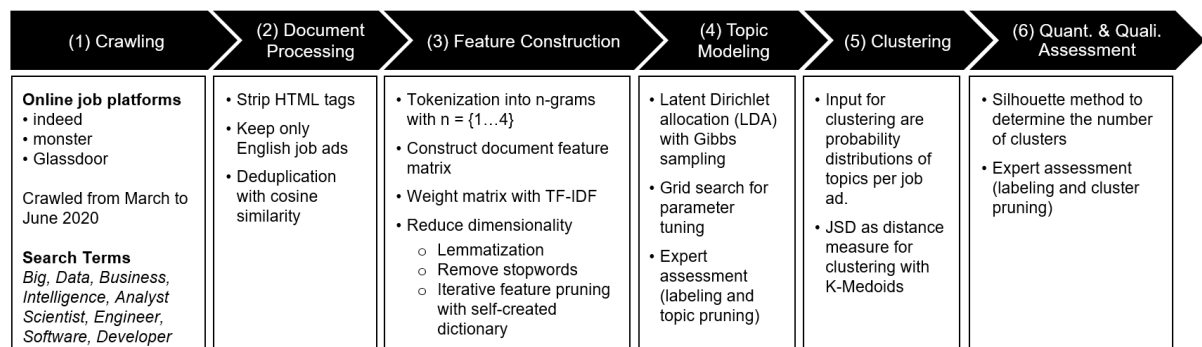 (1) Crawling
(2) Document
Processing
(3) Feature Construction
(4) Topic
Modeling
(5) Clustering
(6) Quant. & Quali.
Assessment
Online job platforms
• indeed
• monster
• Glassdoor
Crawled from March to
June 2020
Search Terms
Big, Data, Business,
Intelligence, Analyst
Scientist, Engineer,
Software, Developer
• Strip HTML tags
• Keep only
English job ads
• Deduplication
with cosine
similarity
• Tokenization into n-grams
with n = {1…4}
• Construct document feature
matrix
• Weight matrix with TF-IDF
• Reduce dimensionality
o Lemmatization
o Remove stopwords
o Iterative feature pruning
with self-created
dictionary
• Latent Dirichlet
allocation (LDA)
with Gibbs
sampling
• Grid search for
parameter
tuning
• Expert
assessment
(labeling and
topic pruning)
• Input for
clustering are
probability
distributions of
topics per job
ad.
• JSD as distance
measure for
clustering with
K-Medoids
• Silhouette method to
determine the number
of clusters
• Expert assessment
(labeling and cluster
pruning)